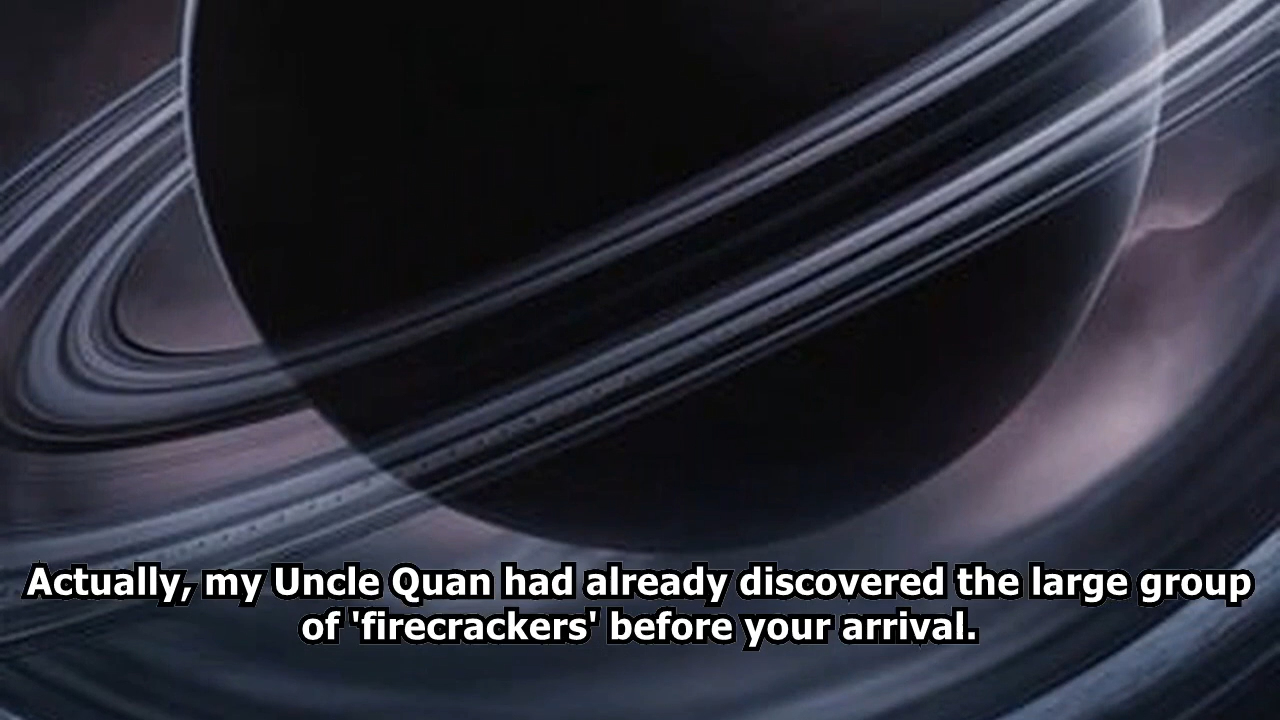 Actually, my Uncle Quan had already discovered the large group
of 'firecrackers' before your arrival.